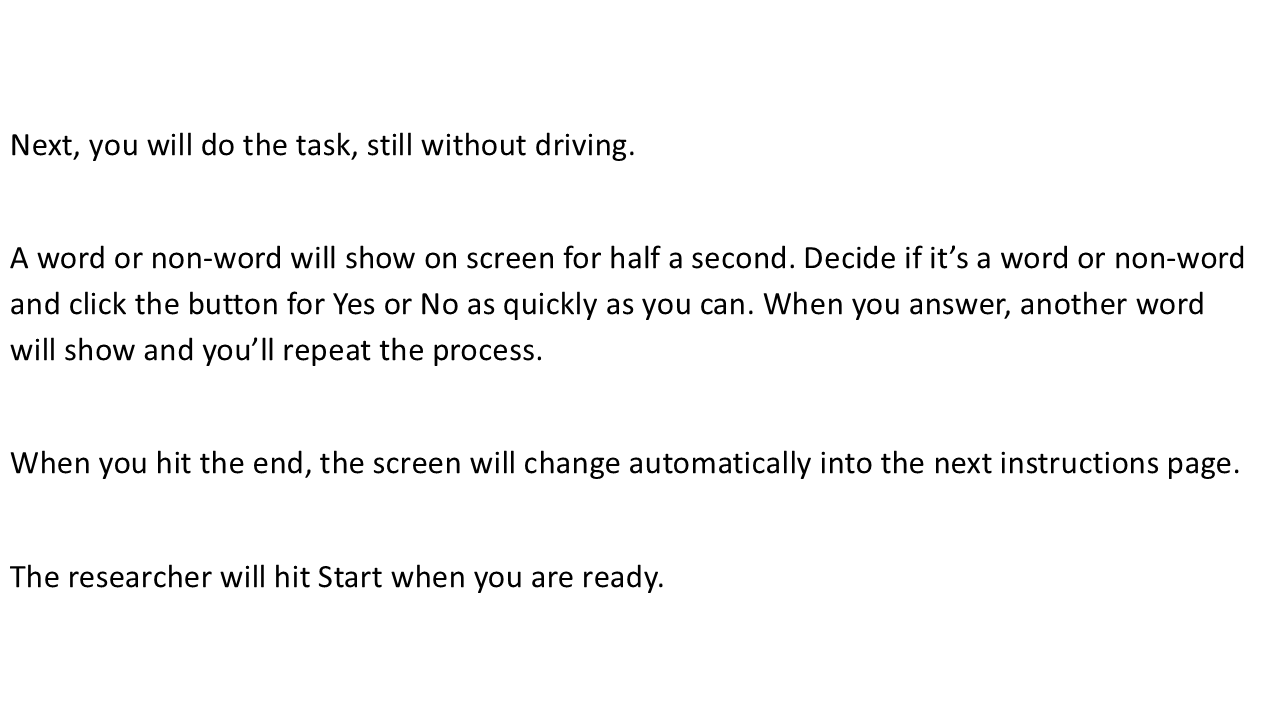 Next, you will do the task, still without driving.
A word or non-word will show on screen for half a second. Decide if it’s a word or non-word
and click the button for Yes or No as quickly as you can. When you answer, another word
will show and you’ll repeat the process.
When you hit the end, the screen will change automatically into the next instructions page.
The researcher will hit Start when you are ready.